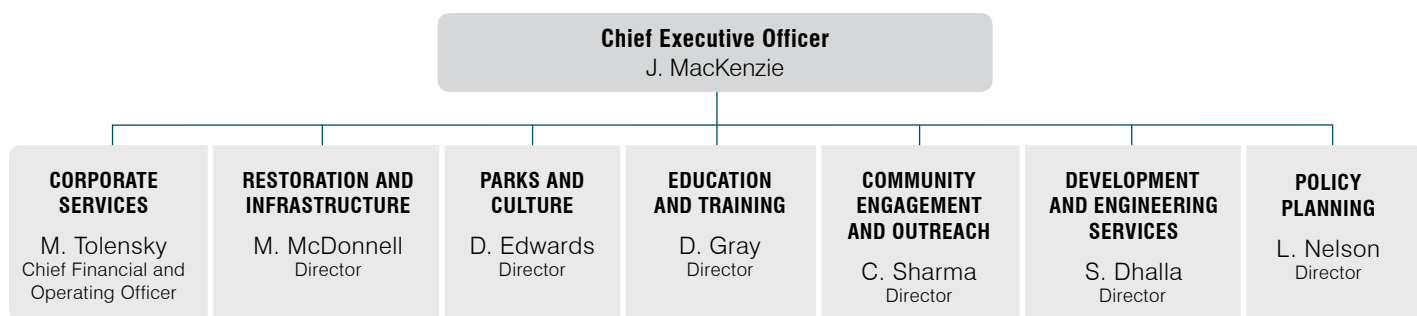 Chief Executive Officer
J. MacKenzie
CORPORATE
SERVICES
M. Tolensky
Chief Financial and
Operating Officer
RESTORATION AND
INFRASTRUCTURE
M. McDonnell
Director
PARKS AND
CULTURE
D. Edwards
Director
EDUCATION
AND TRAINING
D. Gray
Director
COMMUNITY
ENGAGEMENT
AND OUTREACH
C. Sharma
Director
DEVELOPMENT
AND ENGINEERING
SERVICES
S. Dhalla
Director
POLICY
PLANNING
L. Nelson
Director